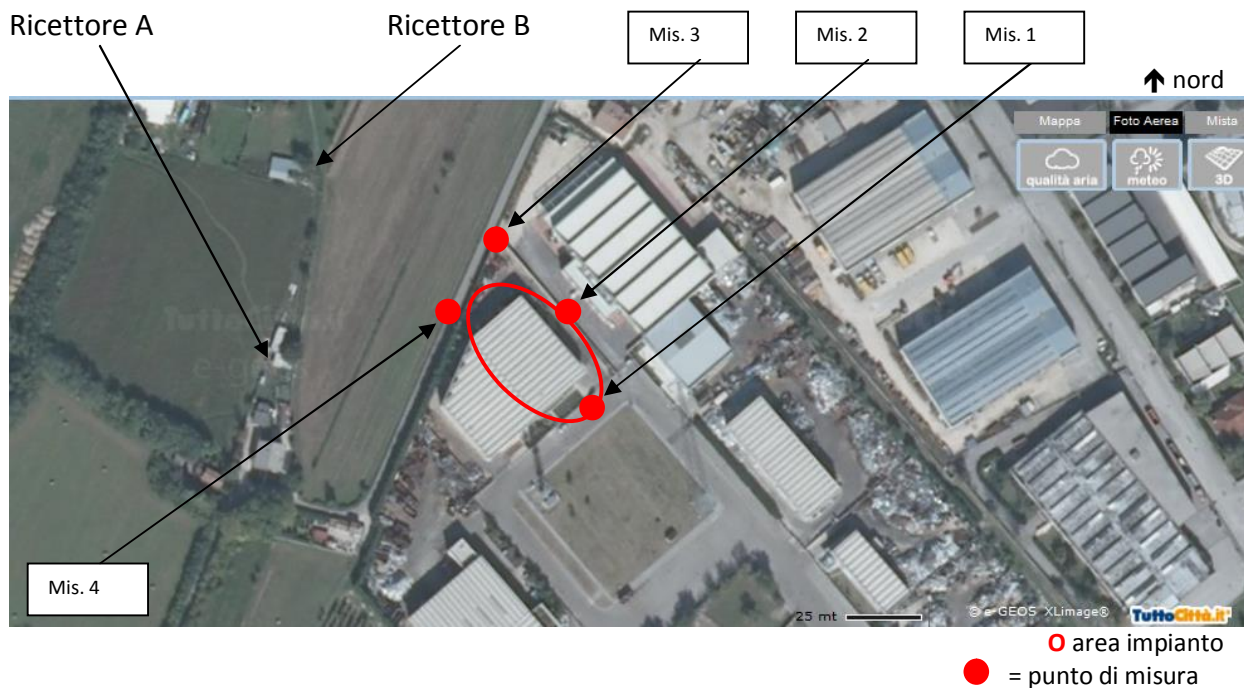 Ricettore A
Ricettore B
Mis. 3
Mis. 2
Mis. 1
nord
Mappa
Foto Aerea
Mista
qualità aria
meteo
3D
Mis. 4
25 mt
© e-GEOS XLimage®
TuttoCittà.it
O area impianto
= punto di misura